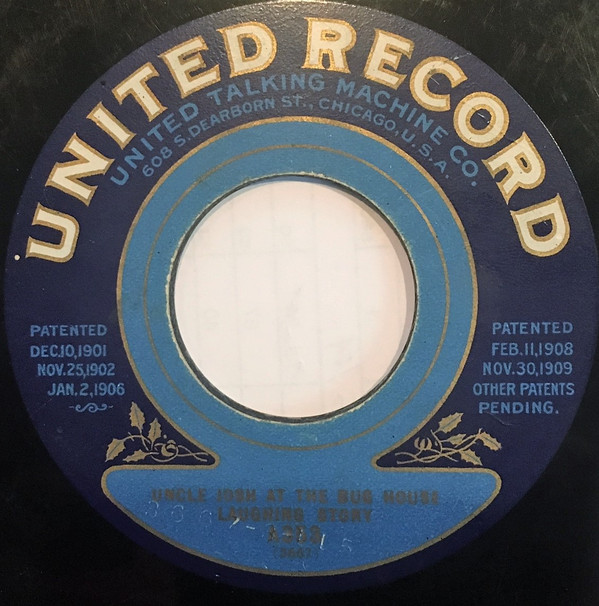 UNITED RECORD
UNITED TALKING MACHINE CO.
608 S. DEARBORN ST., CHICAGO, U.S.A.
PATENTED
DEC.10,1901
NOV.25,1902
JAN.2,1906
PATENTED
FEB.11,1908
NOV.30,1909
OTHER PATENTS
PENDING.
UNCLE JOSH AT THE BUG HOUSE
LAUGHING STORY